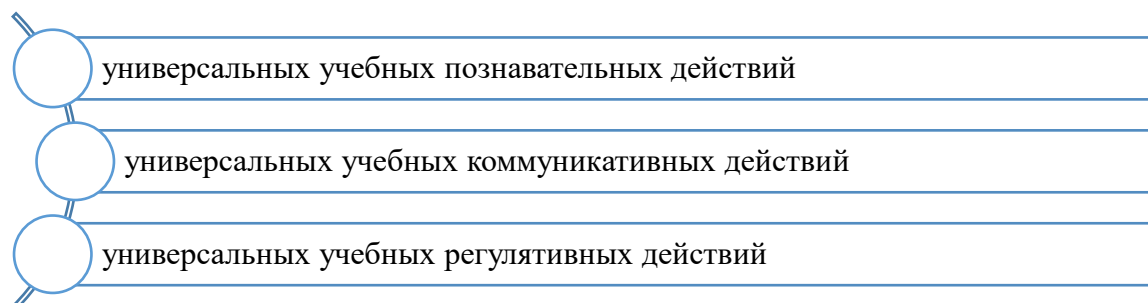 универсальных учебных познавательных действий
универсальных учебных коммуникативных действий
универсальных учебных регулятивных действий